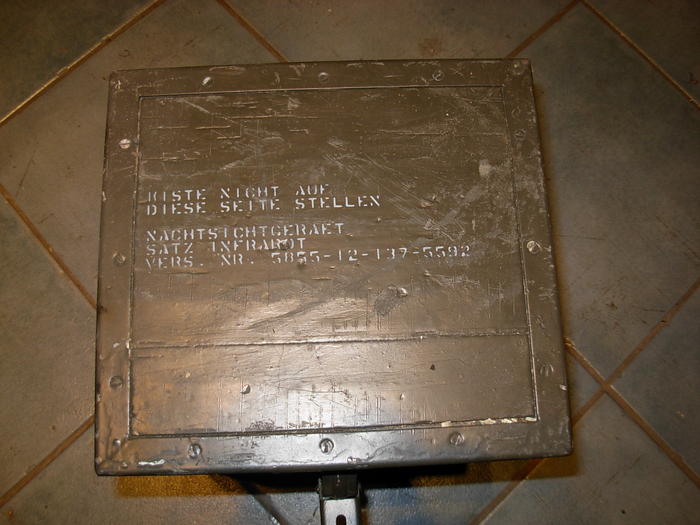 KISTE NICHT AUF
DIESE SEITE STELLEN
NACHTSICHTGERAET
SATZ INFRAROT
VERS. NR. 5855-12-137-5592